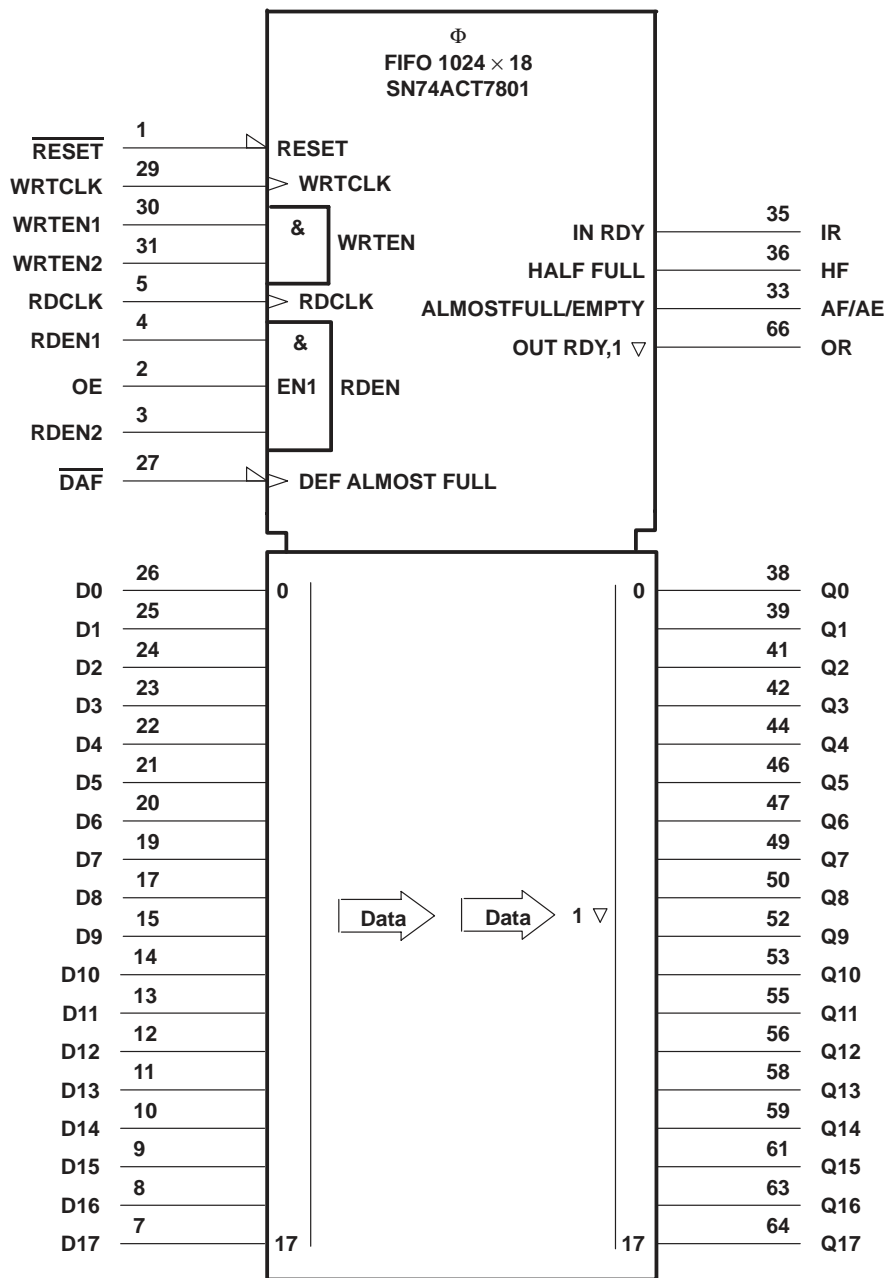 Φ
FIFO 1024 × 18
SN74ACT7801
RESET 1 RESET
WRTCLK 29 WRTCLK
WRTEN1 30 &
WRTEN
WRTEN2 31
RDCLK 5 RDCLK
RDEN1 4 &
OE 2 EN1 RDEN
RDEN2 3
DAF 27 DEF ALMOST FULL
IN RDY 35 IR
HALF FULL 36 HF
ALMOSTFULL/EMPTY 33 AF/AE
OUT RDY,1 ▽ 66 OR
D0 26 0 0 38 Q0
D1 25 39 Q1
D2 24 41 Q2
D3 23 42 Q3
D4 22 44 Q4
D5 21 46 Q5
D6 20 47 Q6
D7 19 49 Q7
D8 17 50 Q8
Data Data 1 ▽
D9 15 52 Q9
D10 14 53 Q10
D11 13 55 Q11
D12 12 56 Q12
D13 11 58 Q13
D14 10 59 Q14
D15 9 61 Q15
D16 8 63 Q16
D17 7 17 17 64 Q17